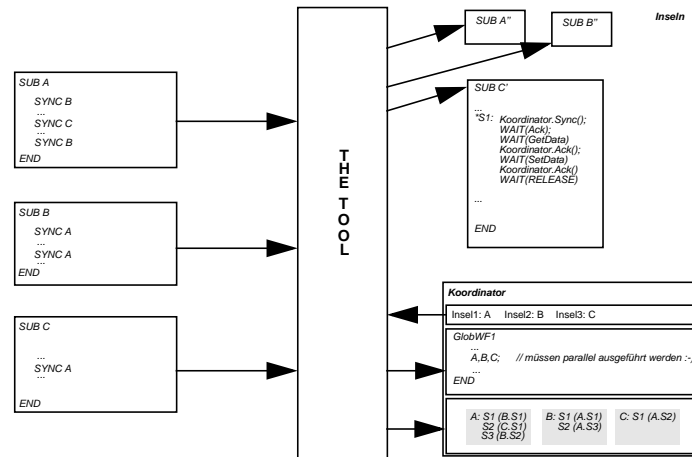 SUB A
SYNC B
...
SYNC C
...
SYNC B
END
SUB B
SYNC A
...
SYNC A
...
END
SUB C
...
SYNC A
...
END
THE TOOL
SUB A"
SUB B"
Inseln
SUB C'
...
*S1: Koordinator.Sync();
WAIT(Ack);
WAIT(GetData)
Koordinator.Ack();
WAIT(SetData)
Koordinator.Ack()
WAIT(RELEASE)
...
END
Koordinator
Insel1: A Insel2: B Insel3: C
GlobWF1
...
A,B,C; // müssen parallel ausgeführt werden :-)
...
END
A: S1 (B.S1)
S2 (C.S1)
S3 (B.S2)
B: S1 (A.S1)
S2 (A.S3)
C: S1 (A.S2)